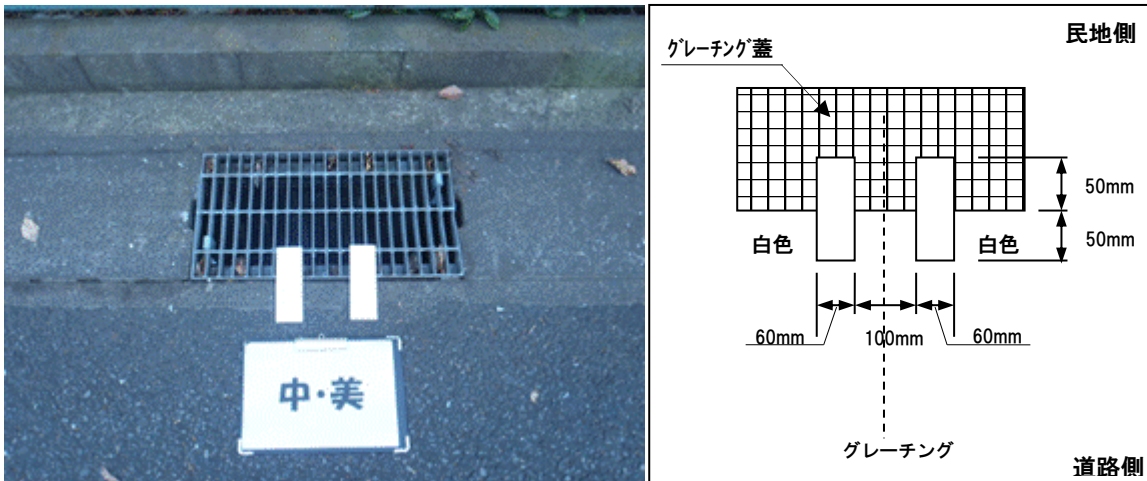 中・美
民地側
ｸﾞﾚｰﾁﾝｸﾞ蓋
50mm
50mm
白色
白色
60mm
100mm
60mm
グレーチング
道路側